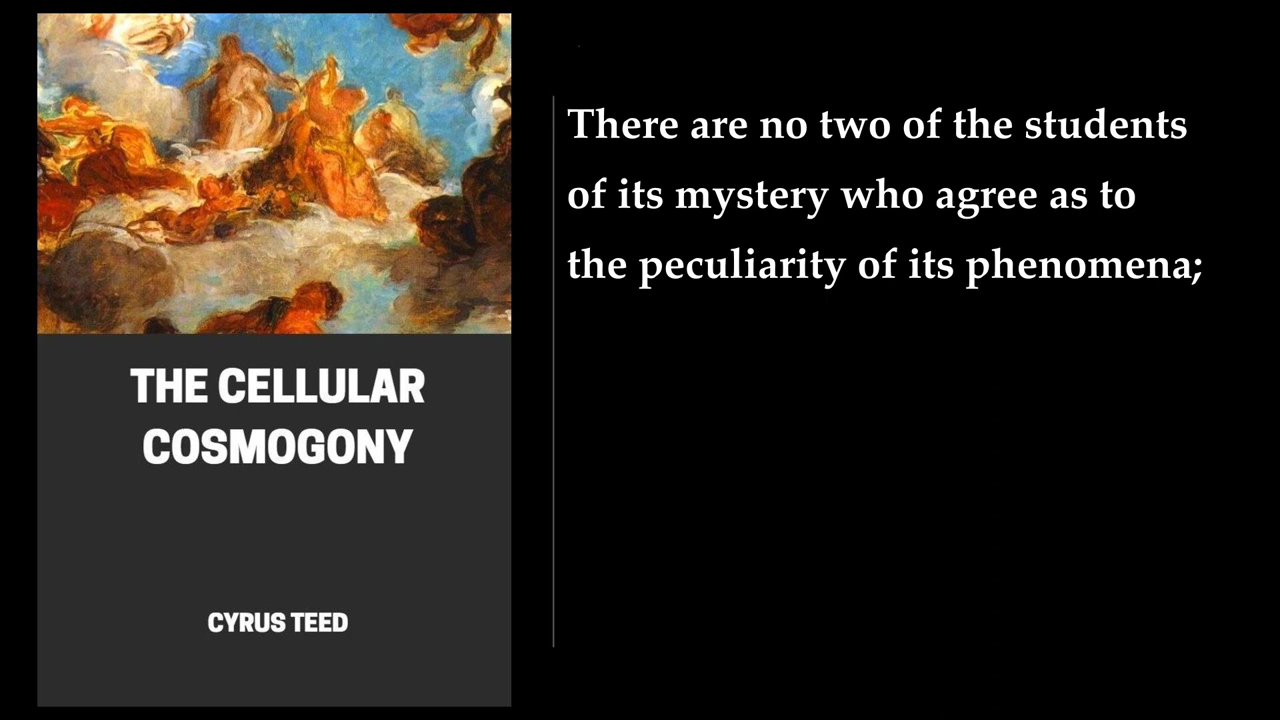 THE CELLULAR
COSMOGONY
CYRUS TEED
There are no two of the students
of its mystery who agree as to
the peculiarity of its phenomena;